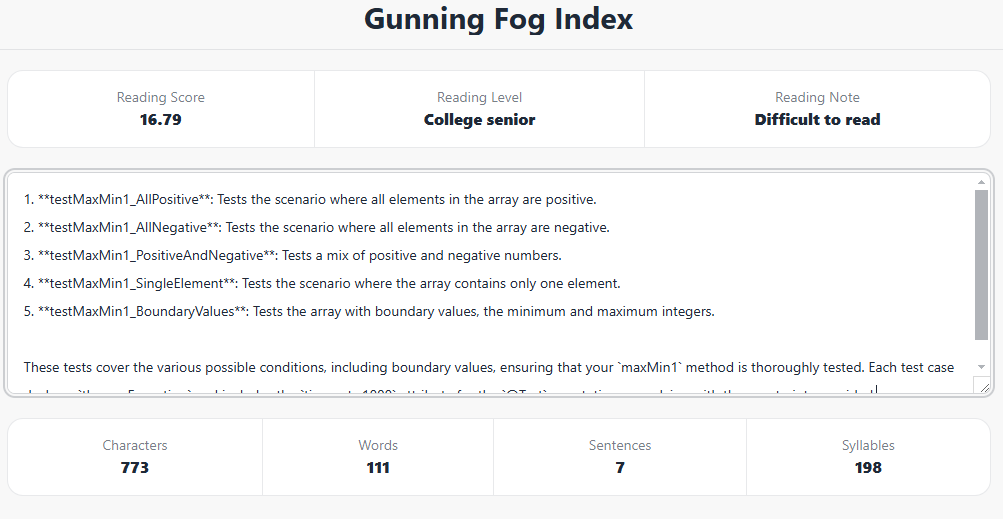 Gunning Fog Index
Reading Score
16.79
Reading Level
College senior
Reading Note
Difficult to read
1. **testMaxMin1_AllPositive**: Tests the scenario where all elements in the array are positive.
2. **testMaxMin1_AllNegative**: Tests the scenario where all elements in the array are negative.
3. **testMaxMin1_PositiveAndNegative**: Tests a mix of positive and negative numbers.
4. **testMaxMin1_SingleElement**: Tests the scenario where the array contains only one element.
5. **testMaxMin1_BoundaryValues**: Tests the array with boundary values, the minimum and maximum integers.
These tests cover the various possible conditions, including boundary values, ensuring that your `maxMin1` method is thoroughly tested. Each test case
Characters
773
Words
111
Sentences
7
Syllables
198